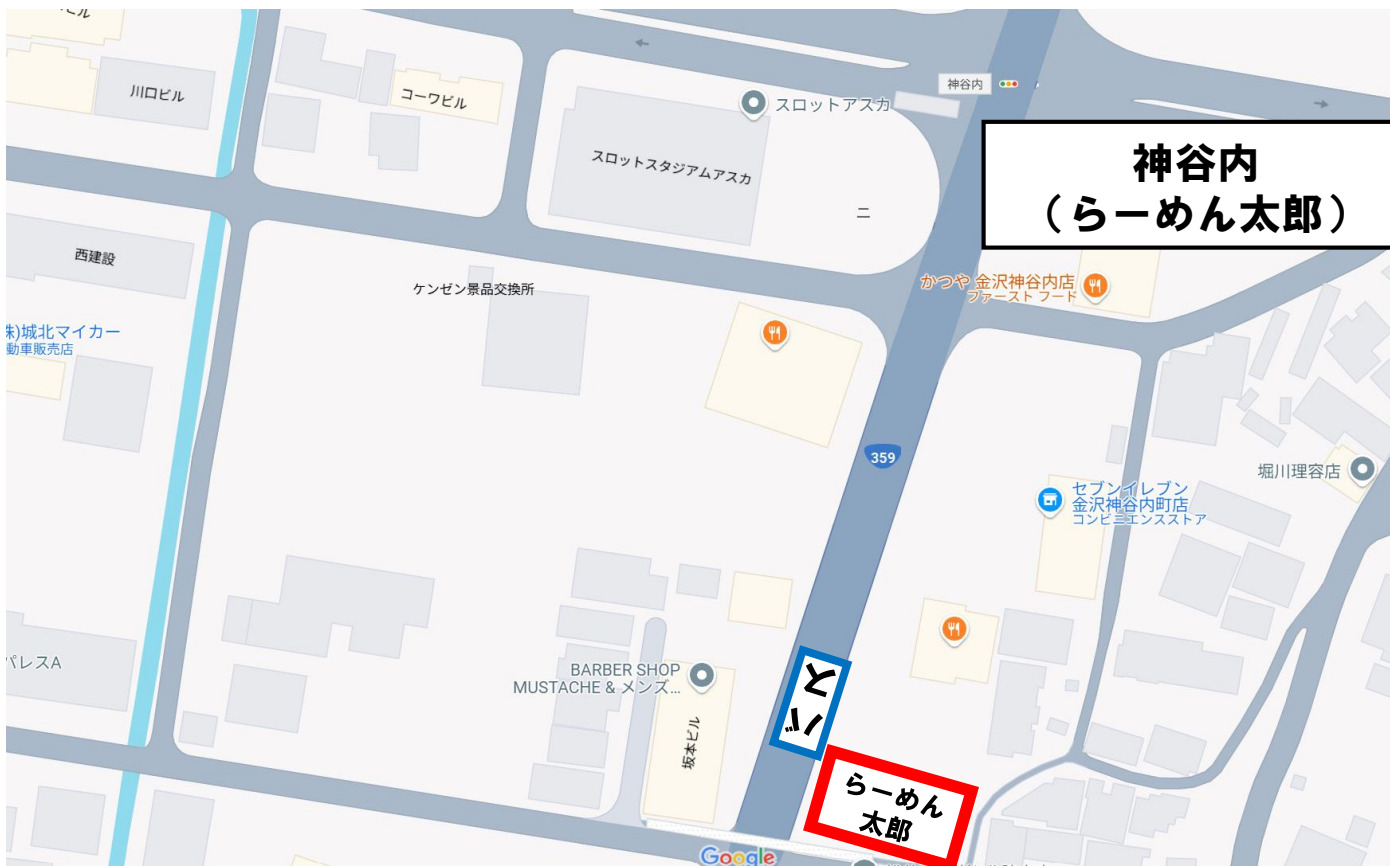 川口ビル
コーワビル
スロットアスカ
神谷内
スロットスタジアムアスカ
神谷内
（らーめん太郎）
二
西建設
ケンゼン景品交換所
かつや 金沢神谷内店
ファースト フード
株)城北マイカー
動車販売店
359
堀川理容店
セブンイレブン
金沢神谷内町店
コンビニエンスストア
パレスA
BARBER SHOP
MUSTACHE & メンズ...
坂本ビル
バス
らーめん
太郎
Google